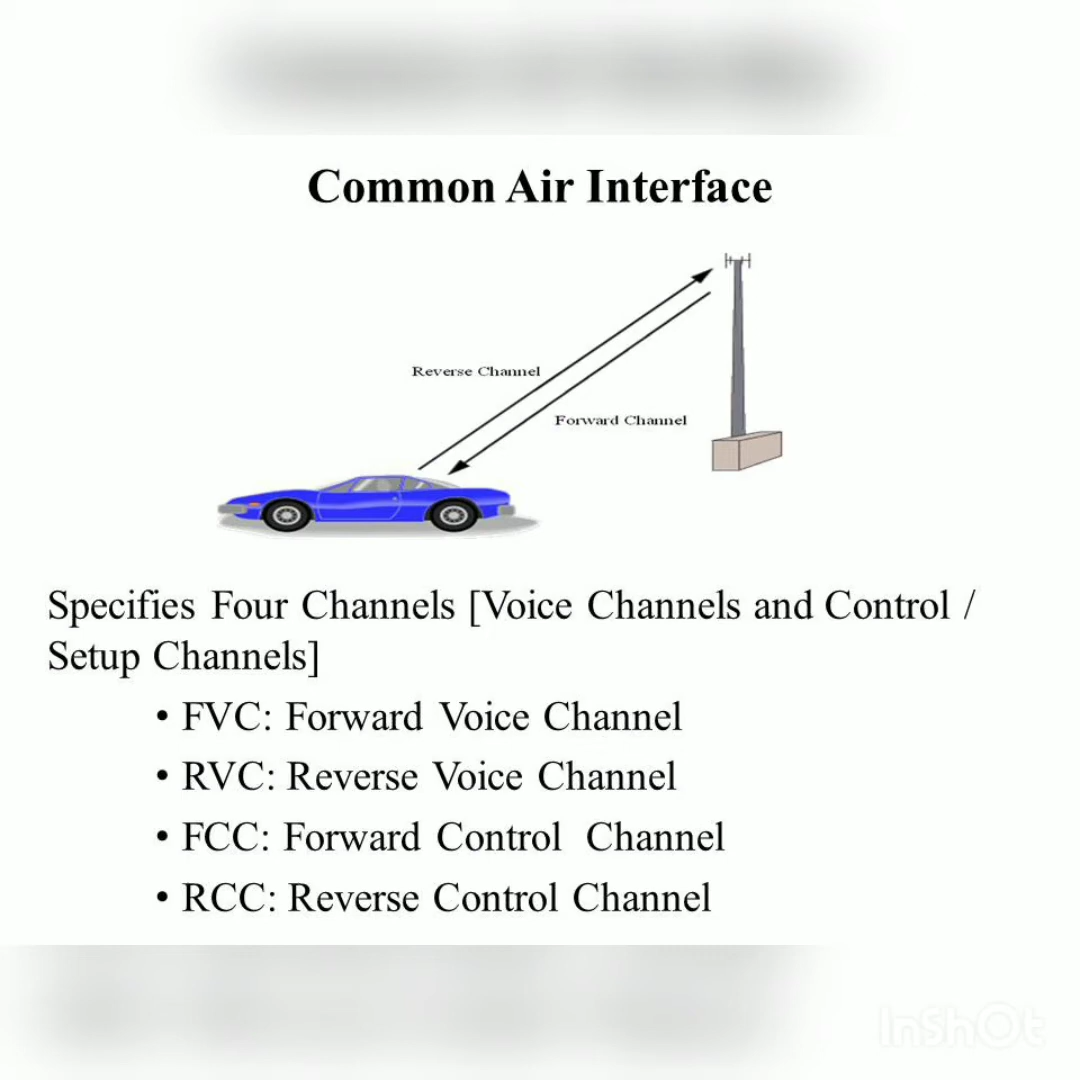 Common Air Interface
Reverse Channel
Forward Channel
Specifies Four Channels [Voice Channels and Control /
Setup Channels]
• FVC: Forward Voice Channel
• RVC: Reverse Voice Channel
• FCC: Forward Control Channel
• RCC: Reverse Control Channel
InShOt